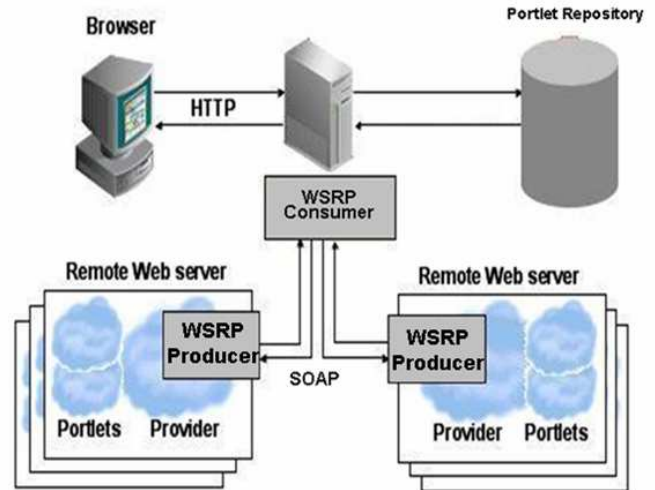 Portlet Repository
Browser
HTTP
WSRP
Consumer
Remote Web server
Remote Web server
WSRP
Producer
WSRP
Producer
SOAP
Portlets
Provider
Provider
Portlets